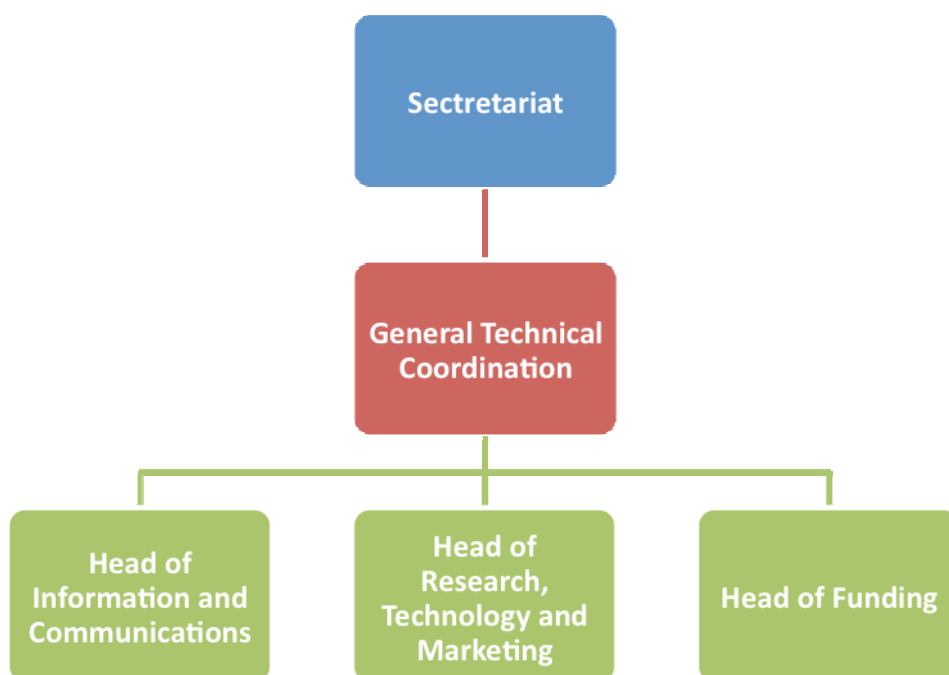 Sectretariat
General Technical
Coordination
Head of
Information and
Communications
Head of
Research,
Technology and
Marketing
Head of Funding